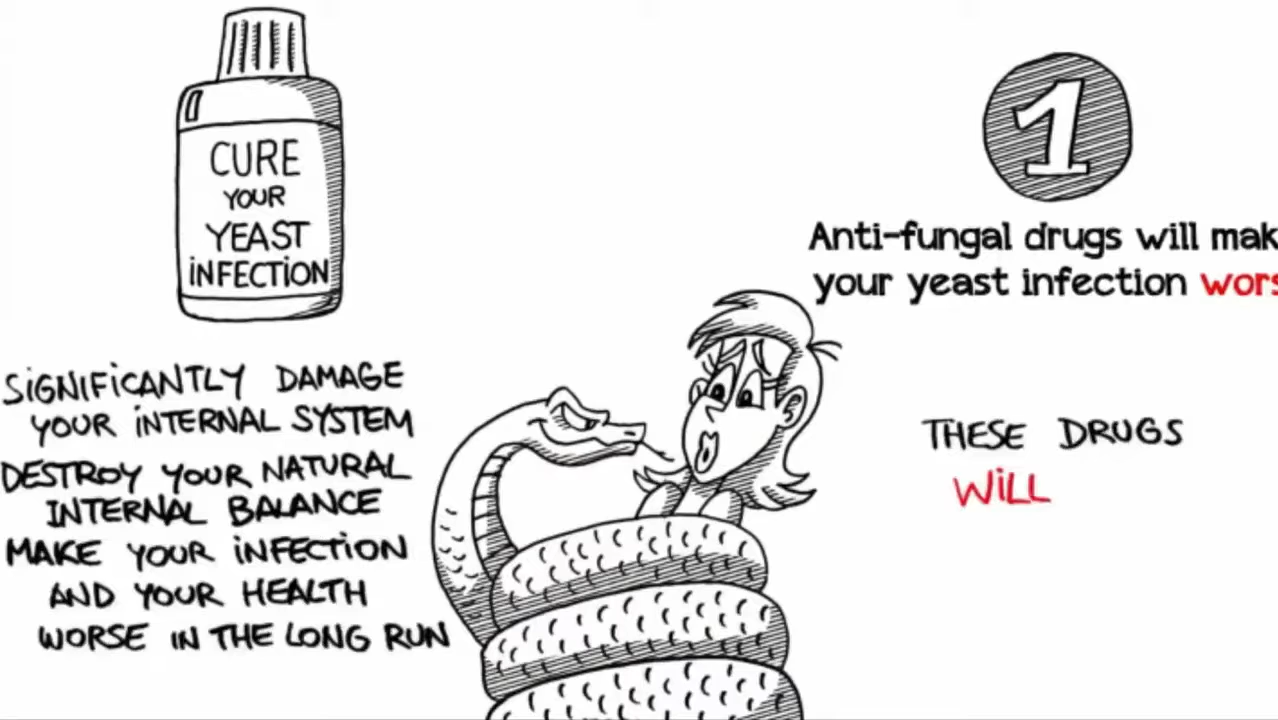 CURE
YOUR
YEAST
iNFECTiON
SiGNiFiCANTLY DAMAGE
YOUR iNTERNAL SYSTEM
DESTROY YOUR NATURAL
INTERNAL BALANCE
MAKE YOUR iNFECTiON
AND YOUR HEALTH
WORSE IN THE LONG RUN
1
Anti-fungal drugs will mak
your yeast infection wors
THESE DRUGS
WiLL